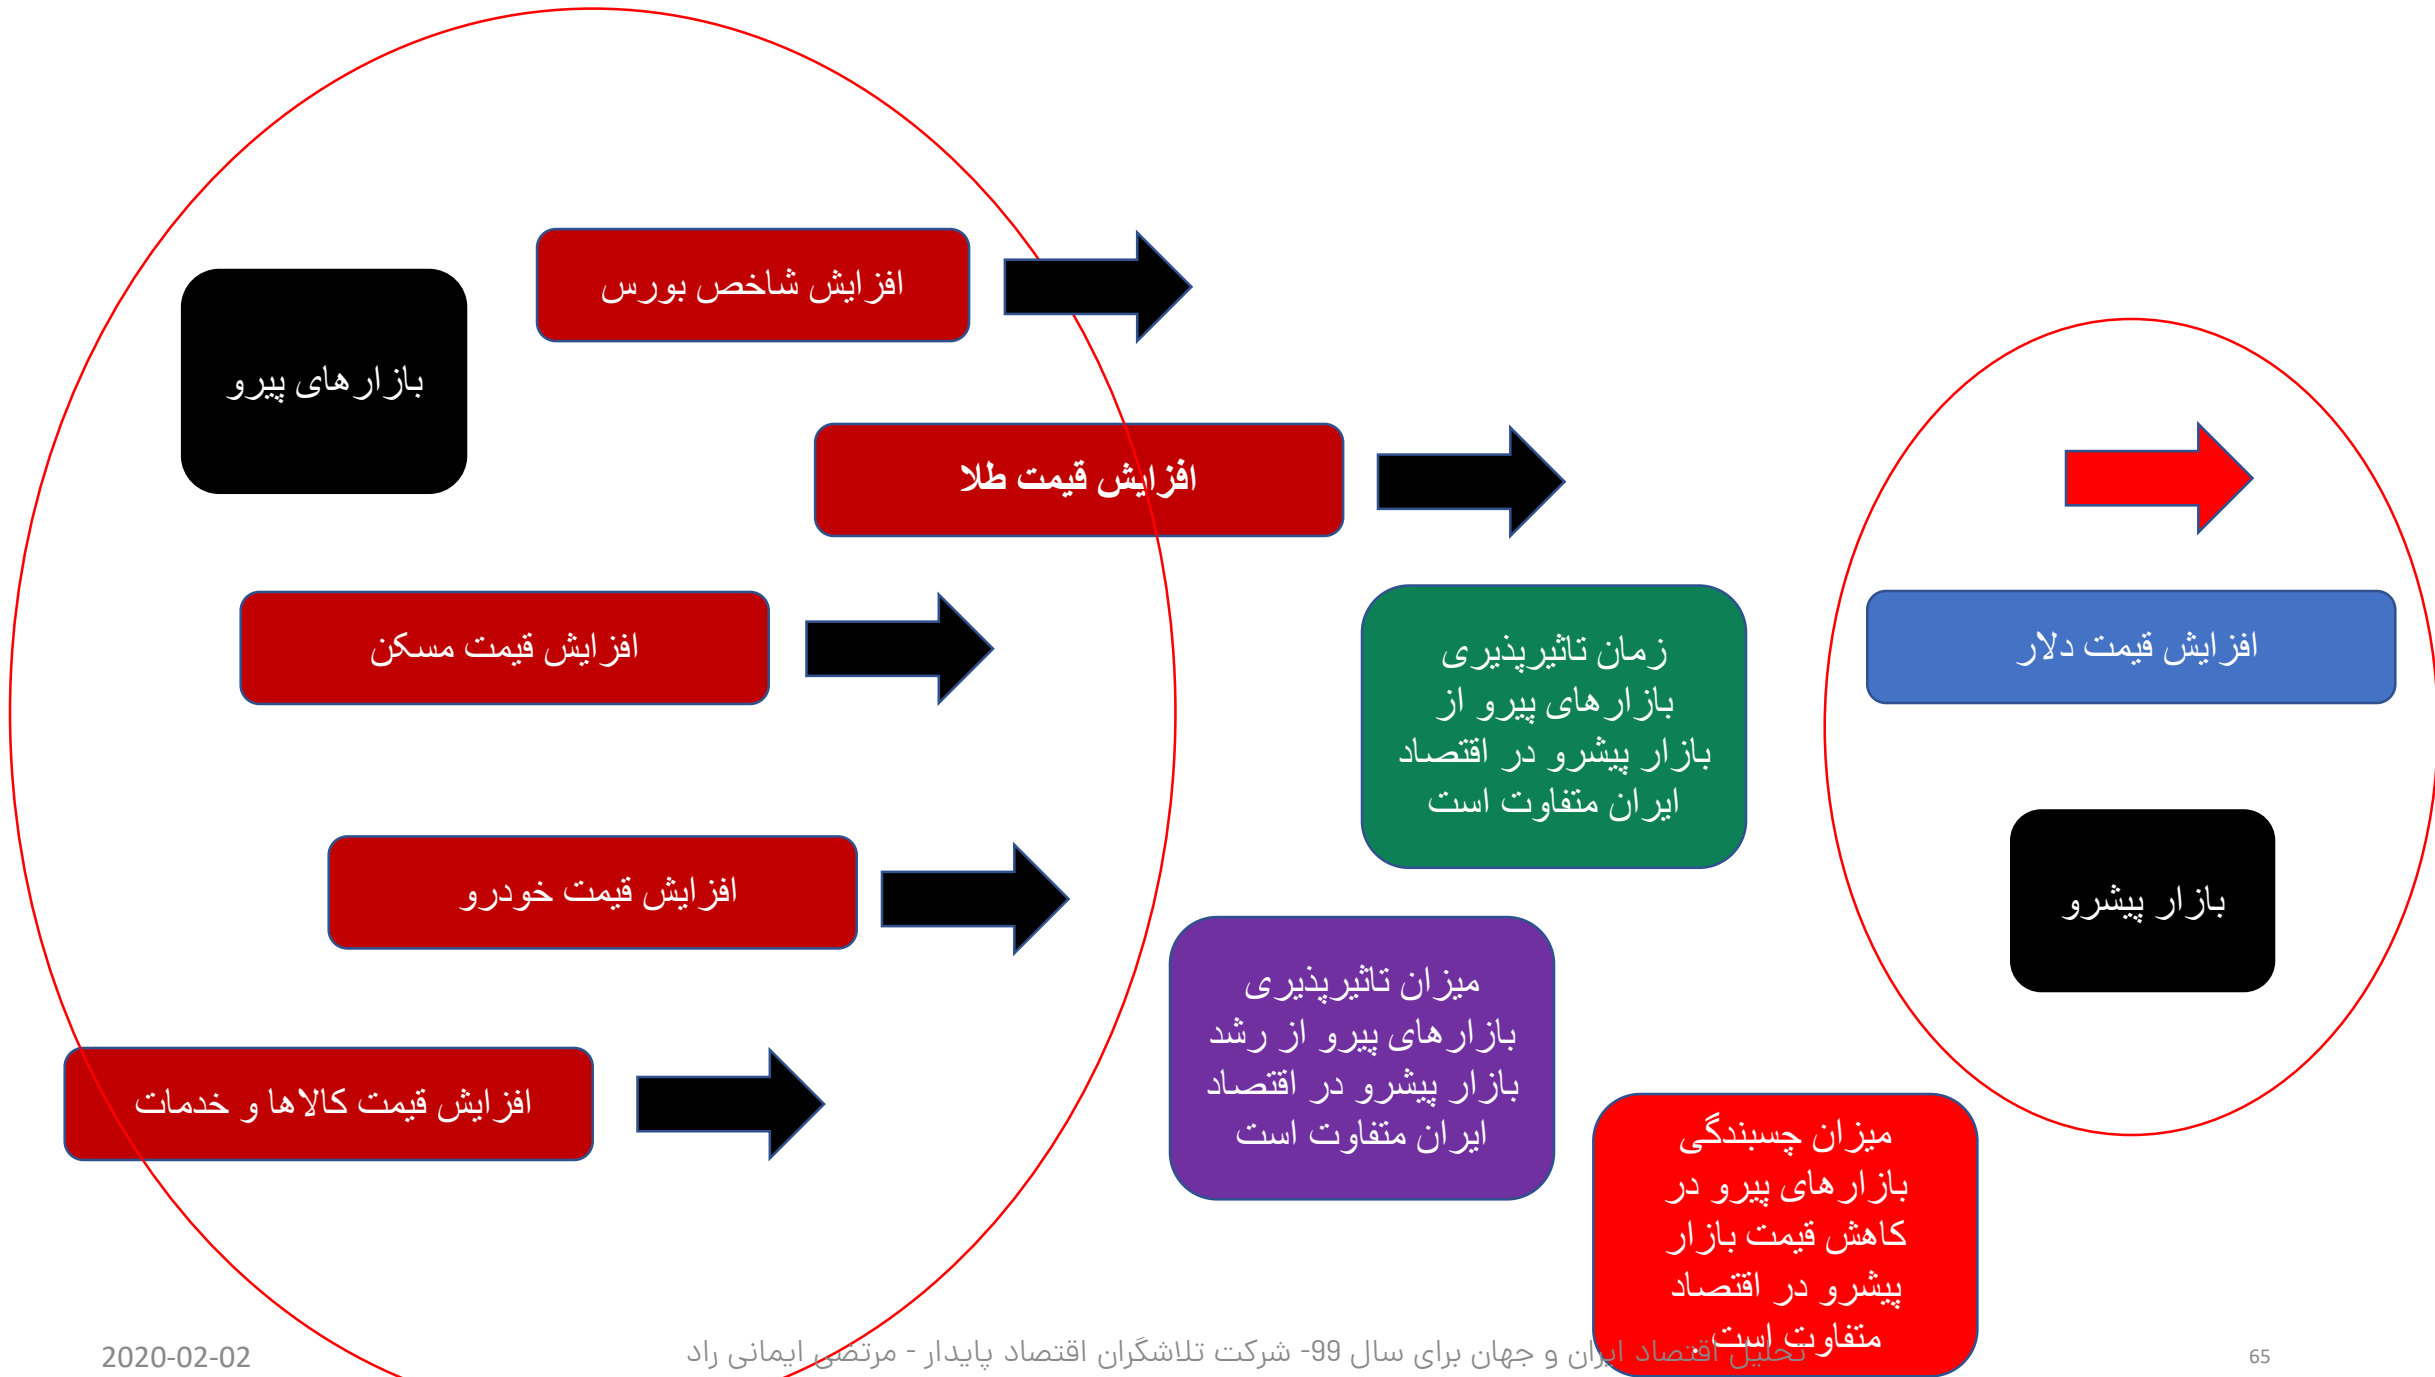 افزایش شاخص بورس
بازارهای پیرو
افزایش قیمت طلا
افزایش قیمت مسکن
زمان تاثیرپذیری
بازارهای پیرو از
بازار پیشرو در اقتصاد
ایران متفاوت است
افزایش قیمت دلار
افزایش قیمت خودرو
بازار پیشرو
میزان تاثیرپذیری
بازارهای پیرو از رشد
بازار پیشرو در اقتصاد
ایران متفاوت است
افزایش قیمت کالاها و خدمات
میزان چسبندگی
بازارهای پیرو در
کاهش قیمت بازار
پیشرو در اقتصاد
متفاوت است.
2020-02-02
تحلیل اقتصاد ایران و جهان برای سال 99- شرکت تلاشگران اقتصاد پایدار - مرتضی ایمانی راد
65